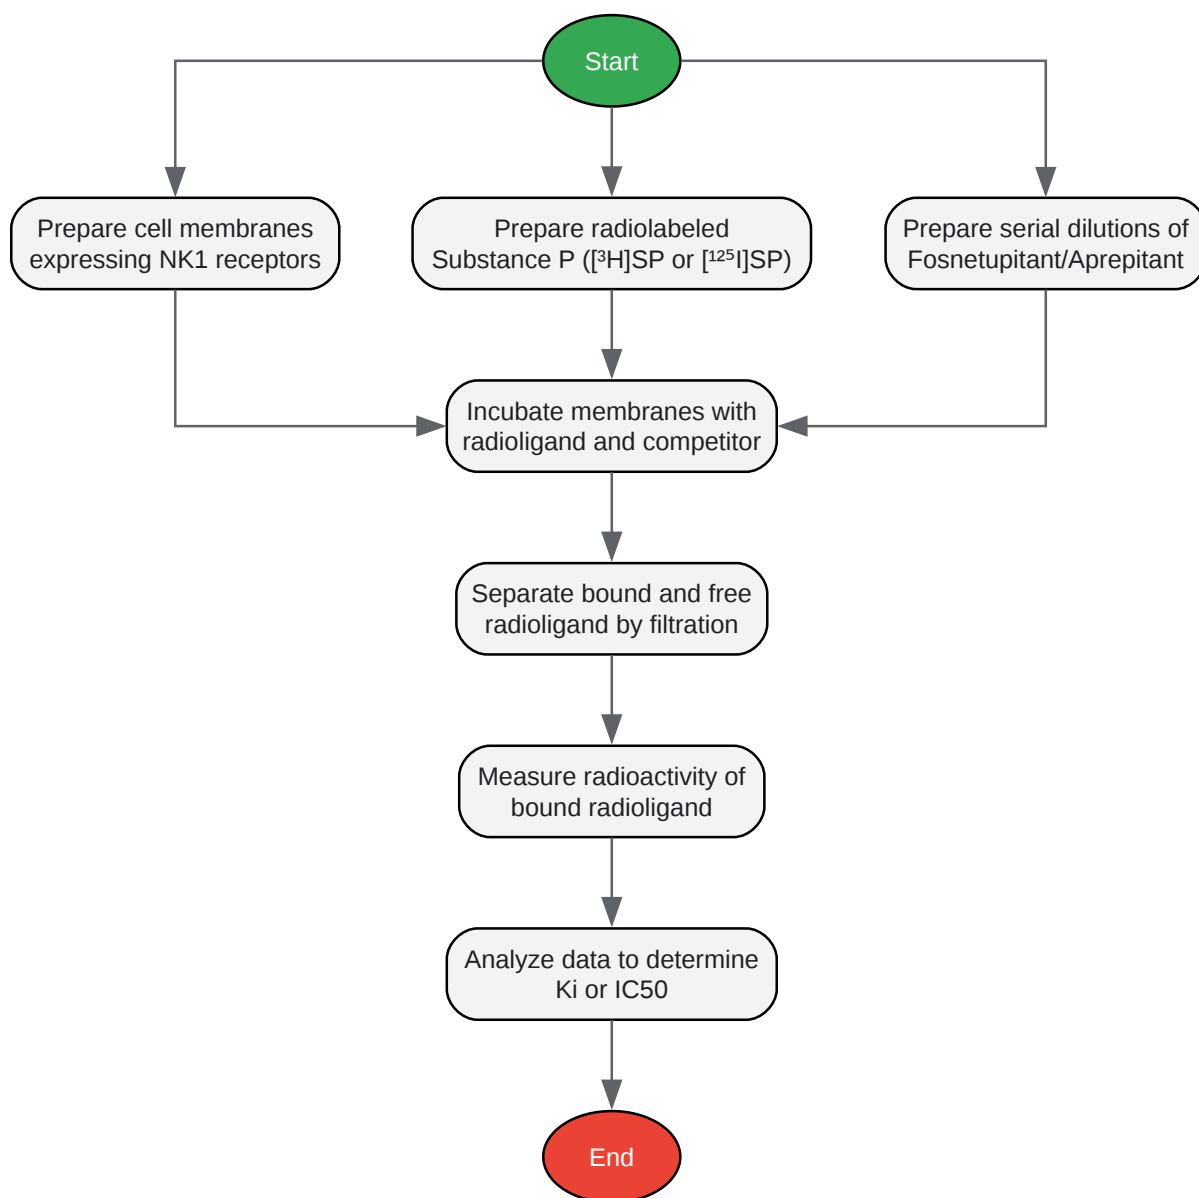 Start
Prepare cell membranes
expressing NK1 receptors
Prepare radiolabeled
Substance P ([³H]SP or [¹²⁵I]SP)
Prepare serial dilutions of
Fosnetupitant/Aprepitant
Incubate membranes with
radioligand and competitor
Separate bound and free
radioligand by filtration
Measure radioactivity of
bound radioligand
Analyze data to determine
Ki or IC50
End